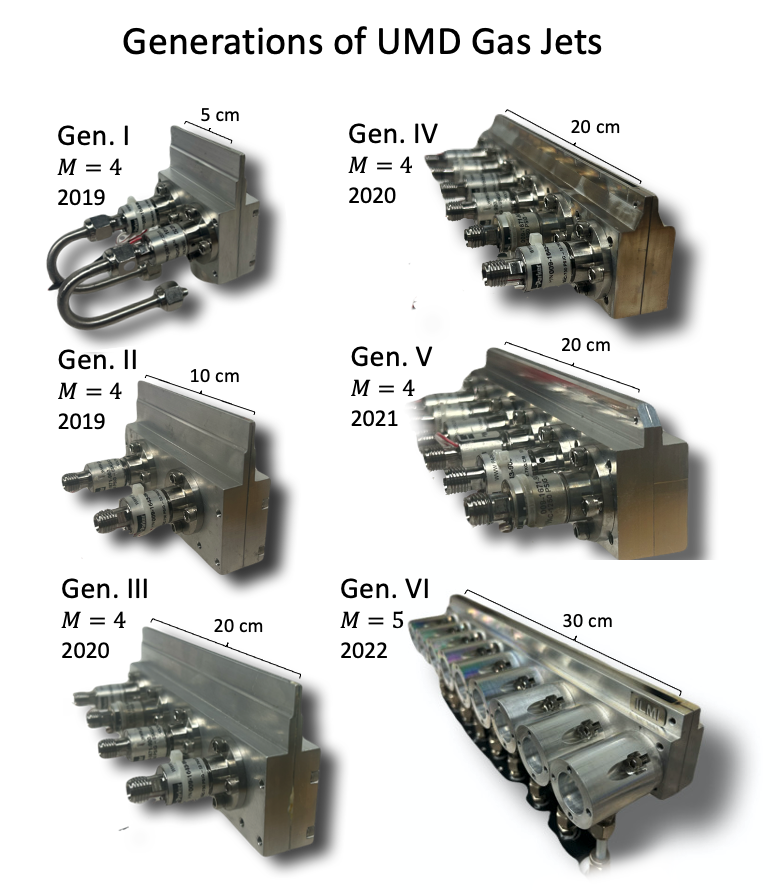 Generations of UMD Gas Jets
5 cm
Gen. I
M = 4
2019
20 cm
Gen. IV
M = 4
2020
10 cm
Gen. II
M = 4
2019
20 cm
Gen. V
M = 4
2021
20 cm
Gen. III
M = 4
2020
30 cm
Gen. VI
M = 5
2022